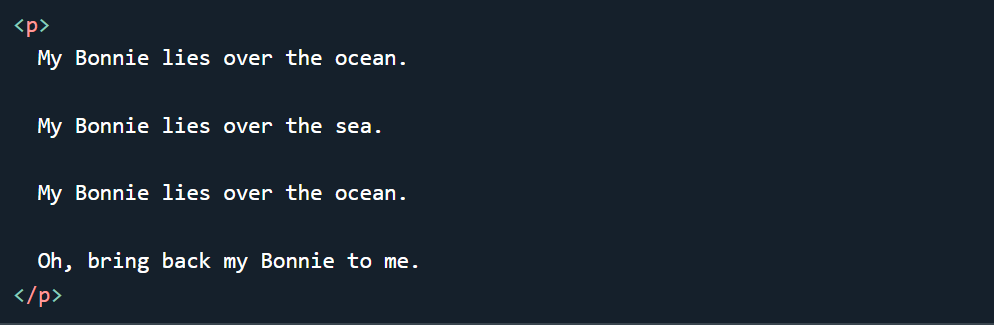 <p>
My Bonnie lies over the ocean.
My Bonnie lies over the sea.
My Bonnie lies over the ocean.
Oh, bring back my Bonnie to me.
</p>